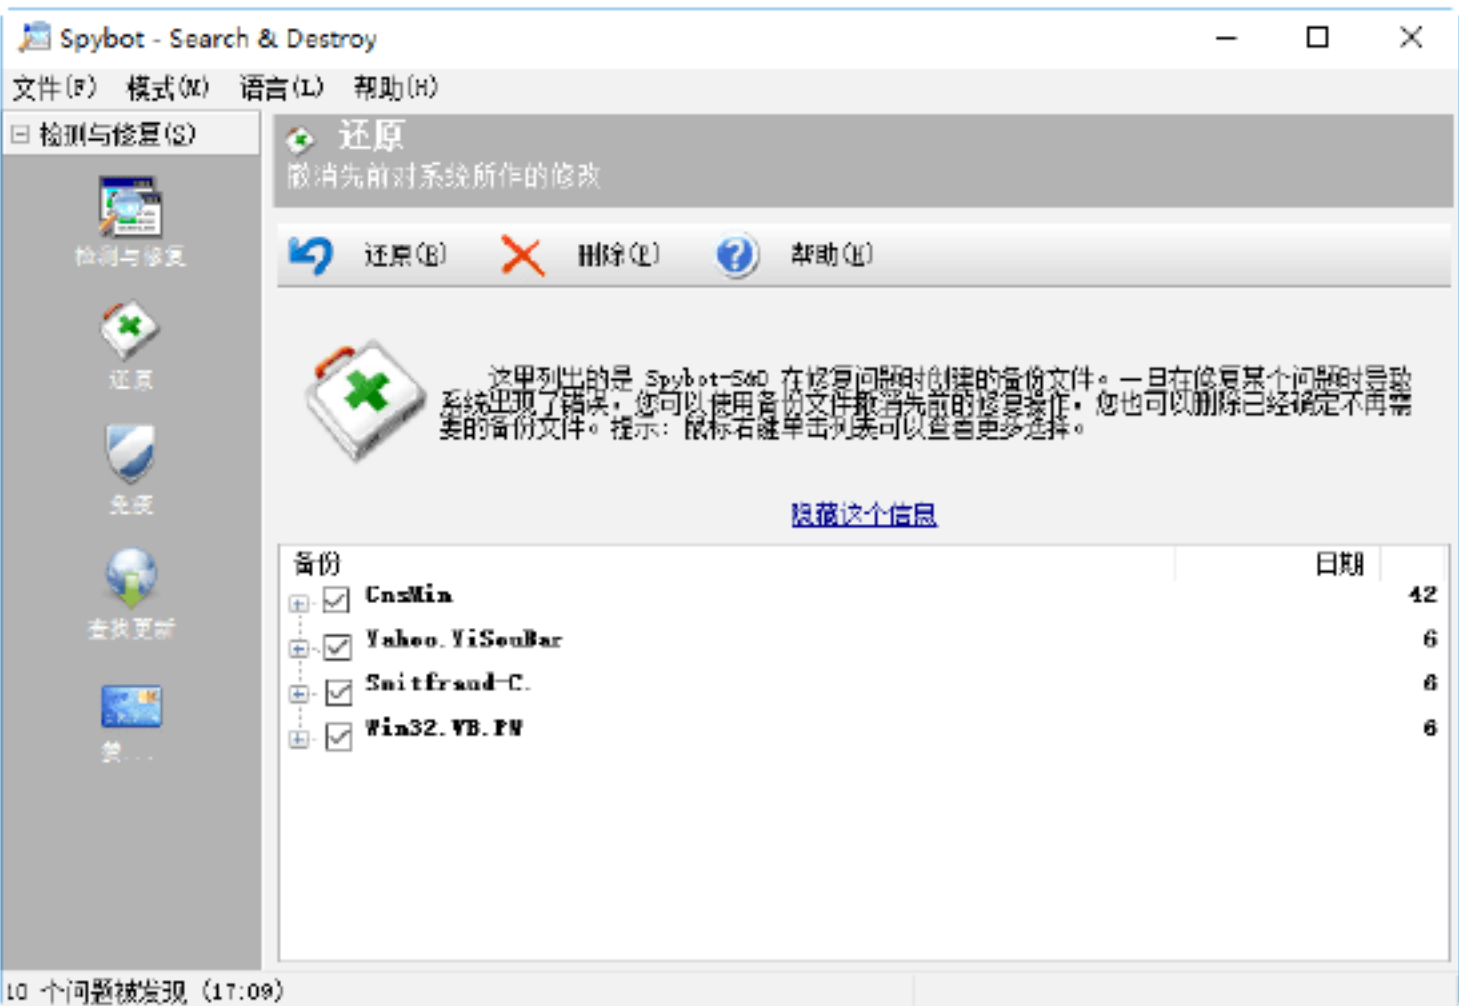 Spybot - Search & Destroy
文件(F) 模式(M) 语言(L) 帮助(H)
检测与修复(S)
检测与修复
还原
免疫
查找更新
还原
撤消先前对系统所作的修改
还原(R) 删除(P) 帮助(H)
这里列出的是 Spybot-S&D 在修复问题时创建的备份文件。一旦在修复某个问题时导致
系统出现了错误，您可以使用备份文件撤消先前的修复操作，您也可以删除已经确定不再需
要的备份文件。提示：鼠标右键单击列表可以查看更多选择。
隐藏这个信息
备份 日期
CnsMin 42
Yahoo.YiSouBar 6
Smitfraud-C. 6
Win32.VB.PW 6
10 个问题被发现 (17:09)